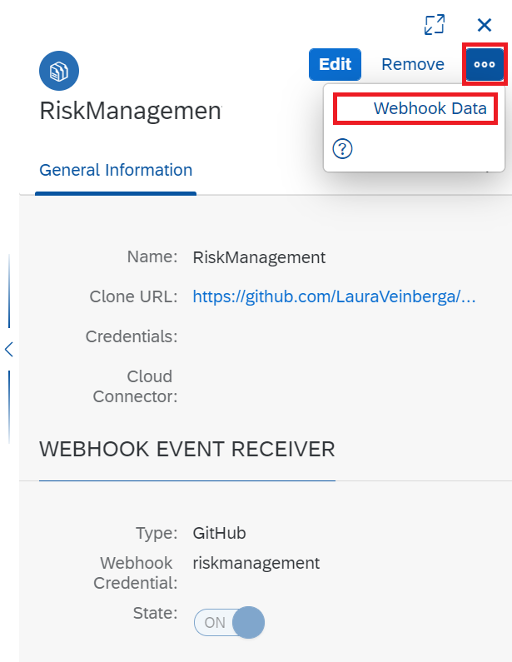 Edit Remove
RiskManagemen
Webhook Data
General Information
Name: RiskManagement
Clone URL: https://github.com/LauraVeinberga/...
Credentials:
Cloud
Connector:
WEBHOOK EVENT RECEIVER
Type: GitHub
Webhook riskmanagement
Credential:
State: ON